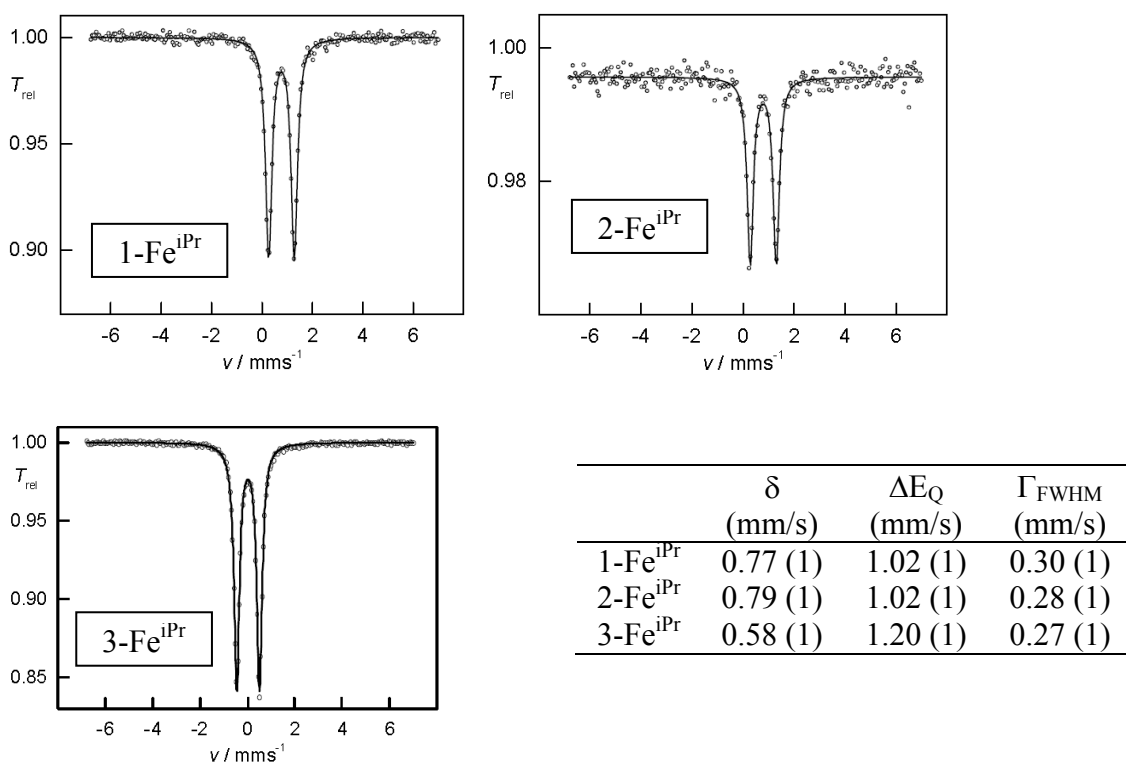 1.00
T_rel
0.95
0.90
1-Fe^iPr
-6 -4 -2 0 2 4 6
v / mms^-1
1.00
T_rel
0.98
2-Fe^iPr
-6 -4 -2 0 2 4 6
v / mms^-1
1.00
T_rel
0.95
0.90
0.85
3-Fe^iPr
-6 -4 -2 0 2 4 6
v / mms^-1
δ ΔE_Q Γ_FWHM
(mm/s) (mm/s) (mm/s)
1-Fe^iPr 0.77 (1) 1.02 (1) 0.30 (1)
2-Fe^iPr 0.79 (1) 1.02 (1) 0.28 (1)
3-Fe^iPr 0.58 (1) 1.20 (1) 0.27 (1)